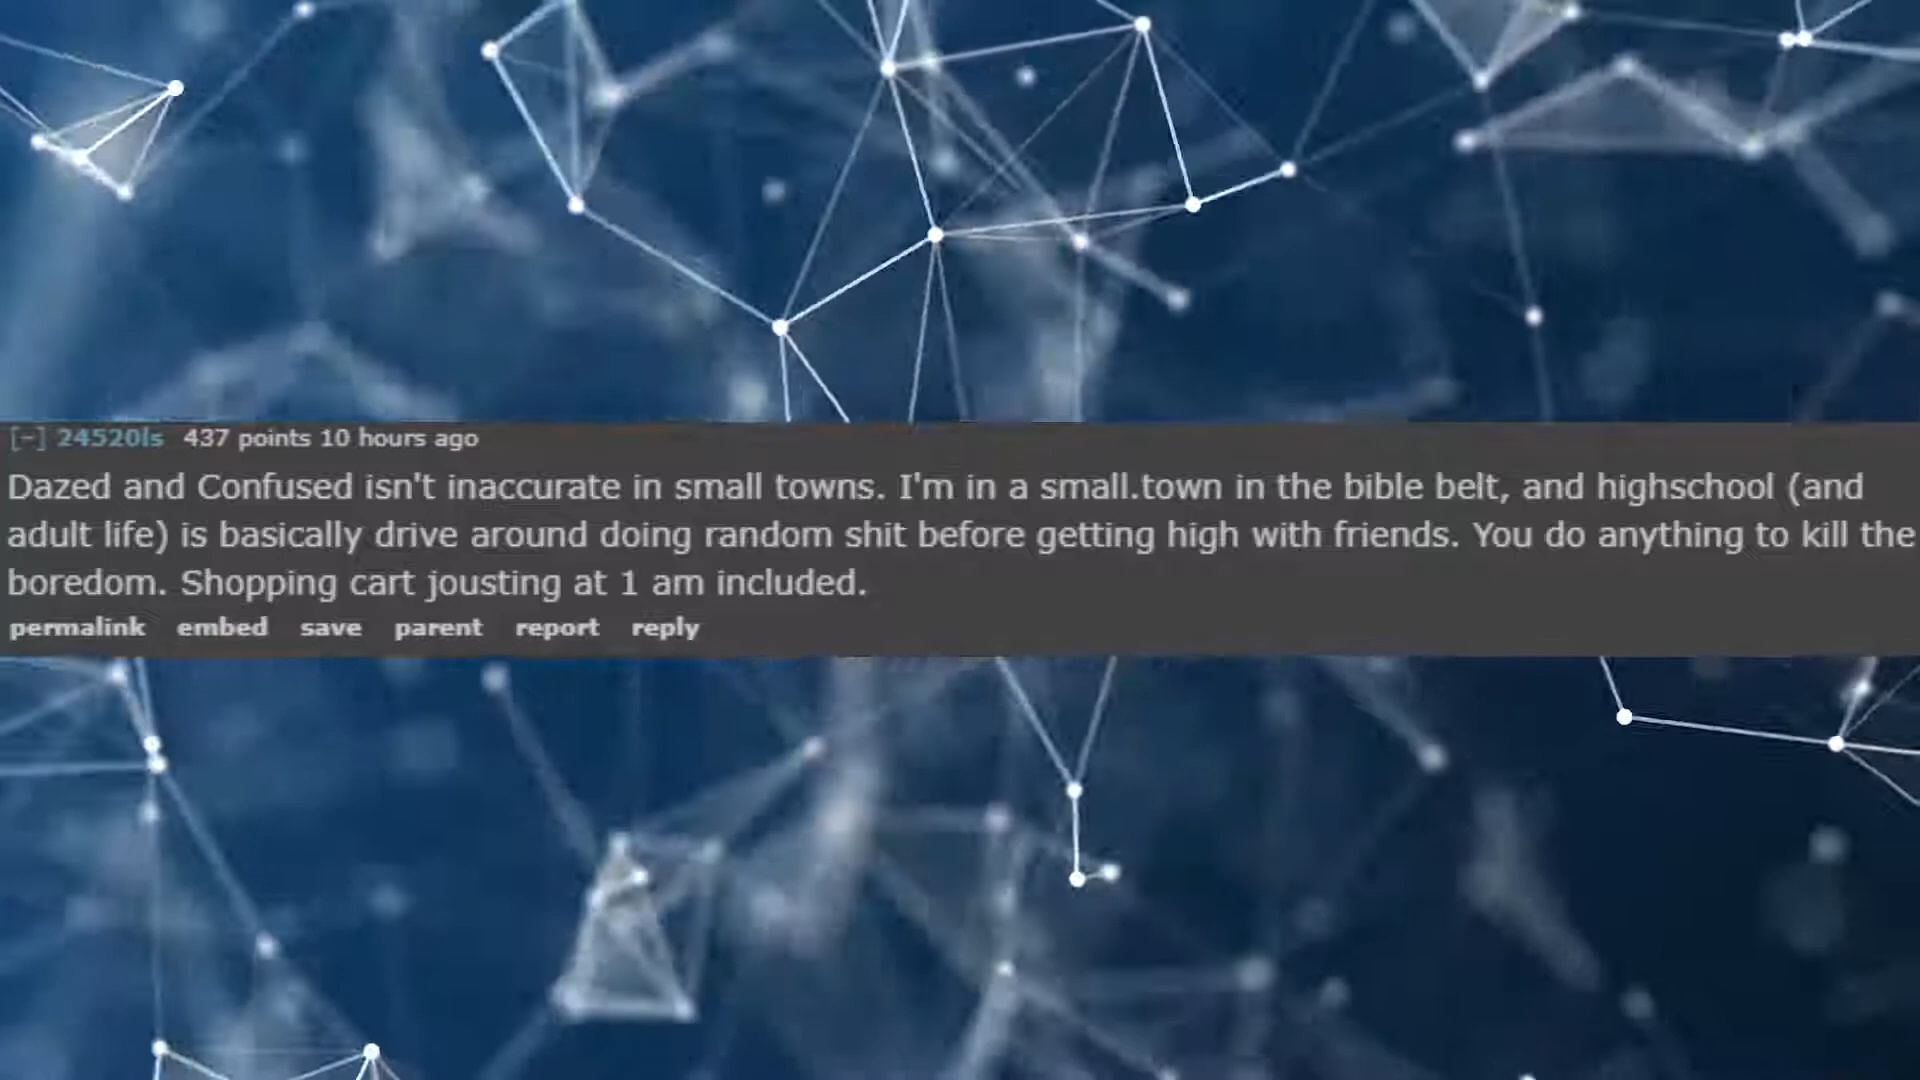 [-] 24520ls 437 points 10 hours ago
Dazed and Confused isn't inaccurate in small towns. I'm in a small.town in the bible belt, and highschool (and
adult life) is basically drive around doing random shit before getting high with friends. You do anything to kill the
boredom. Shopping cart jousting at 1 am included.
permalink embed save parent report reply